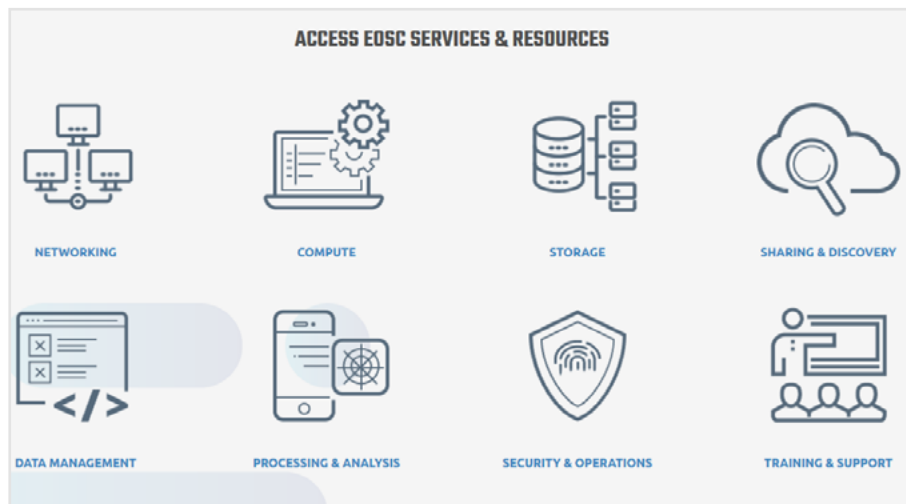 ACCESS EOSC SERVICES & RESOURCES
NETWORKING
COMPUTE
STORAGE
SHARING & DISCOVERY
DATA MANAGEMENT
PROCESSING & ANALYSIS
SECURITY & OPERATIONS
TRAINING & SUPPORT